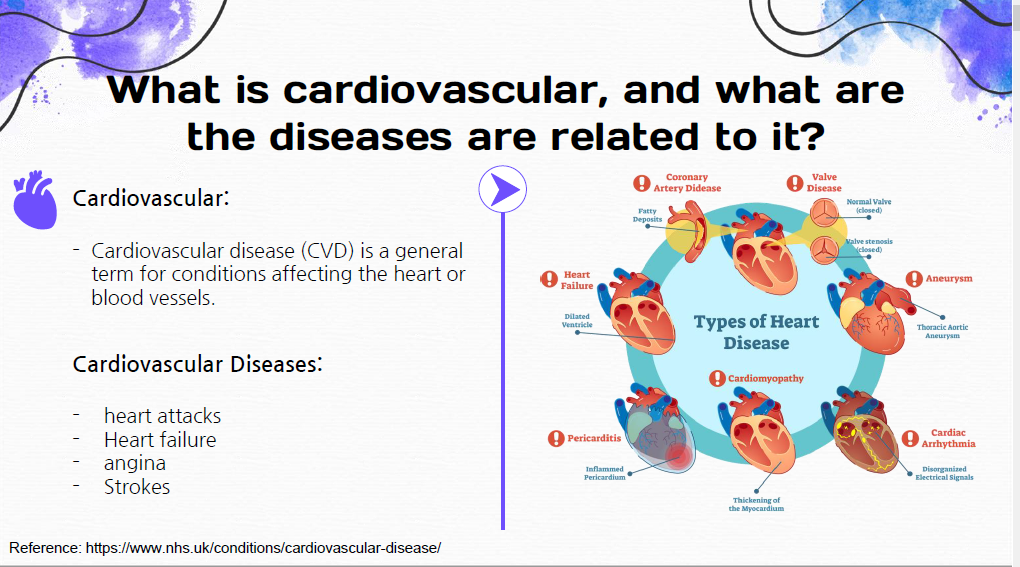 What is cardiovascular, and what are
the diseases are related to it?
Cardiovascular:
- Cardiovascular disease (CVD) is a general
term for conditions affecting the heart or
blood vessels.
Cardiovascular Diseases:
- heart attacks
- Heart failure
- angina
- Strokes
Coronary
Artery Didease
Fatty
Deposits
Valve
Disease
Normal Valve
(closed)
Valve stenosis
(closed)
Heart
Failure
Dilated
Ventricle
Aneurysm
Thoracic Aortic
Aneurysm
Types of Heart
Disease
Cardiomyopathy
Thickening of
the Myocardium
Pericarditis
Inflammed
Pericardium
Cardiac
Arrhythmia
Disorganized
Electrical Signals
Reference: https://www.nhs.uk/conditions/cardiovascular-disease/